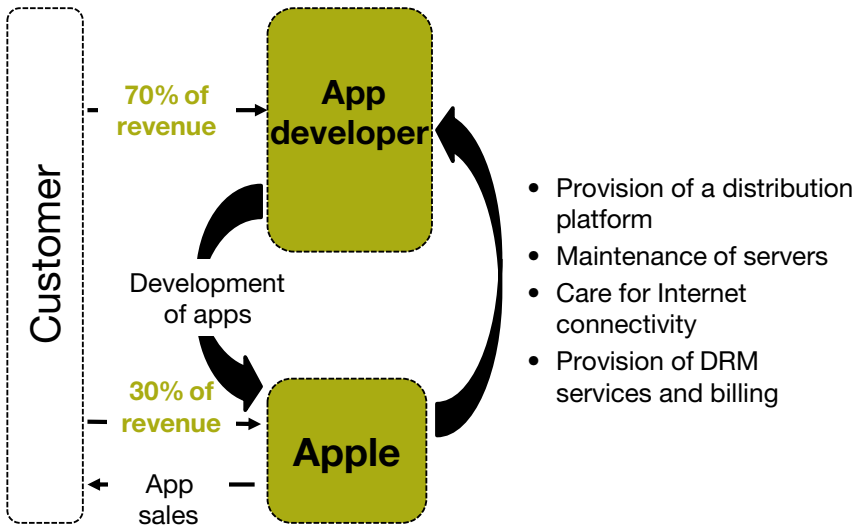 Customer
70% of
revenue
App
developer
Development
of apps
30% of
revenue
Apple
App
sales
• Provision of a distribution
platform
• Maintenance of servers
• Care for Internet
connectivity
• Provision of DRM
services and billing